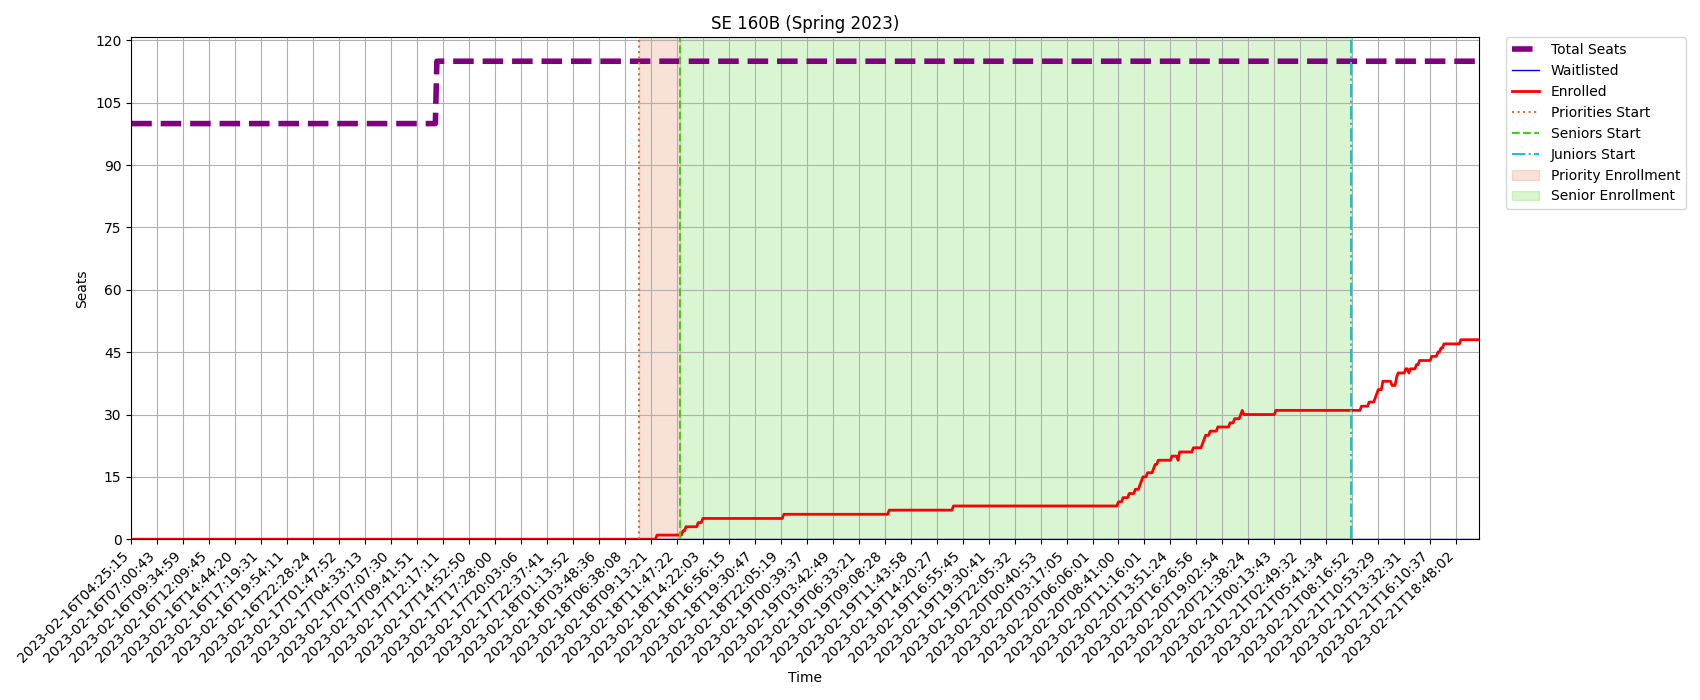 SE 160B (Spring 2023)
120
105
90
75
60
45
30
15
0
Seats
Total Seats
Waitlisted
Enrolled
Priorities Start
Seniors Start
Juniors Start
Priority Enrollment
Senior Enrollment
2023-02-16T04:25:15
2023-02-16T07:00:43
2023-02-16T09:34:59
2023-02-16T12:09:45
2023-02-16T14:44:20
2023-02-16T17:19:31
2023-02-16T19:54:11
2023-02-16T22:28:24
2023-02-17T01:47:52
2023-02-17T04:33:13
2023-02-17T07:07:30
2023-02-17T09:41:51
2023-02-17T12:17:11
2023-02-17T14:52:50
2023-02-17T17:28:00
2023-02-17T20:03:06
2023-02-17T22:37:41
2023-02-18T01:13:52
2023-02-18T03:48:36
2023-02-18T06:38:08
2023-02-18T09:13:21
2023-02-18T11:47:22
2023-02-18T14:22:03
2023-02-18T16:56:15
2023-02-18T19:30:47
2023-02-18T22:05:19
2023-02-19T00:39:37
2023-02-19T03:42:49
2023-02-19T06:33:21
2023-02-19T09:08:28
2023-02-19T11:43:58
2023-02-19T14:20:27
2023-02-19T16:55:45
2023-02-19T19:30:41
2023-02-19T22:05:32
2023-02-20T00:40:53
2023-02-20T03:17:05
2023-02-20T06:06:01
2023-02-20T08:41:00
2023-02-20T11:16:01
2023-02-20T13:51:24
2023-02-20T16:26:56
2023-02-20T19:02:54
2023-02-20T21:38:24
2023-02-21T00:13:43
2023-02-21T02:49:32
2023-02-21T05:41:34
2023-02-21T08:16:52
2023-02-21T10:53:29
2023-02-21T13:32:31
2023-02-21T16:10:37
2023-02-21T18:48:02
Time